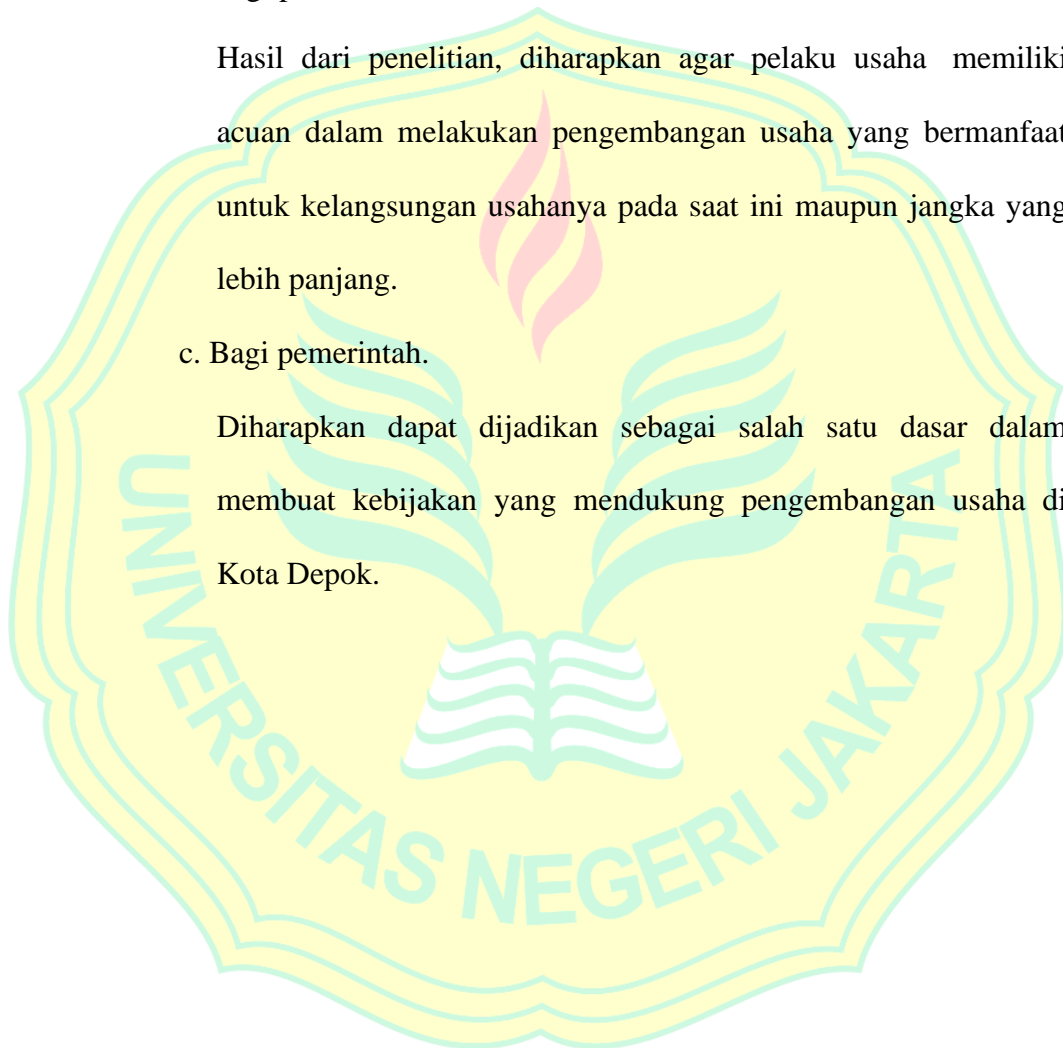 Hasil dari penelitian, diharapkan agar pelaku usaha memiliki
acuan dalam melakukan pengembangan usaha yang bermanfaat
untuk kelangsungan usahanya pada saat ini maupun jangka yang
lebih panjang.
c. Bagi pemerintah.
Diharapkan dapat dijadikan sebagai salah satu dasar dalam
membuat kebijakan yang mendukung pengembangan usaha di
Kota Depok.
UNIVERSITAS NEGERI JAKARTA